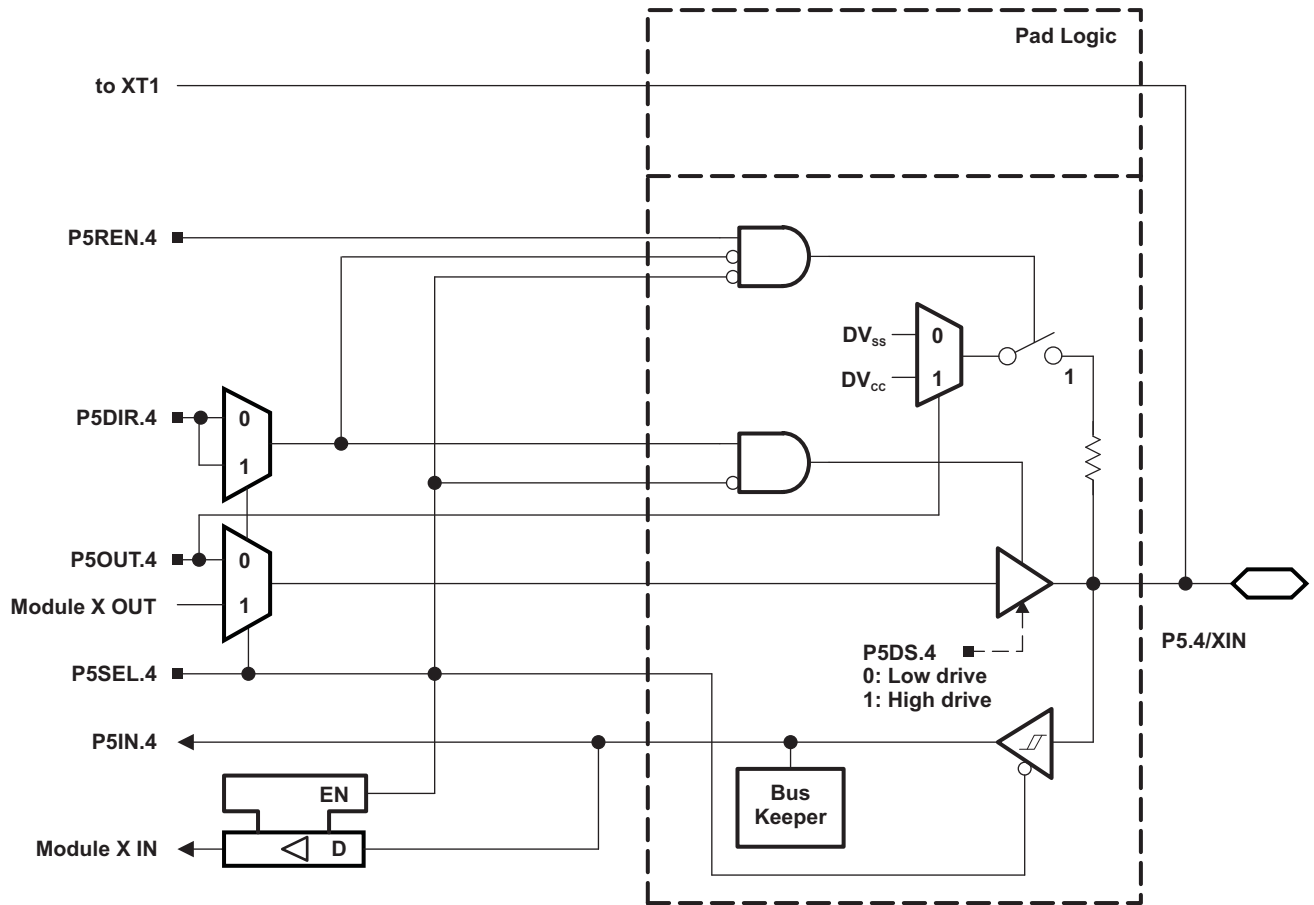 Pad Logic
to XT1
P5REN.4
DVSS
0
DVCC
1
1
P5DIR.4
0
1
P5OUT.4
0
Module X OUT
1
P5DS.4
0: Low drive
1: High drive
P5.4/XIN
P5SEL.4
P5IN.4
Bus
Keeper
EN
Module X IN
D